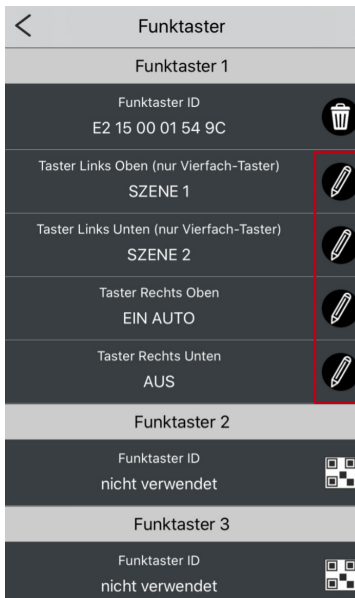 Funktaster
Funktaster 1
Funktaster ID
E2 15 00 01 54 9C
Taster Links Oben (nur Vierfach-Taster)
SZENE 1
Taster Links Unten (nur Vierfach-Taster)
SZENE 2
Taster Rechts Oben
EIN AUTO
Taster Rechts Unten
AUS
Funktaster 2
Funktaster ID
nicht verwendet
Funktaster 3
Funktaster ID
nicht verwendet